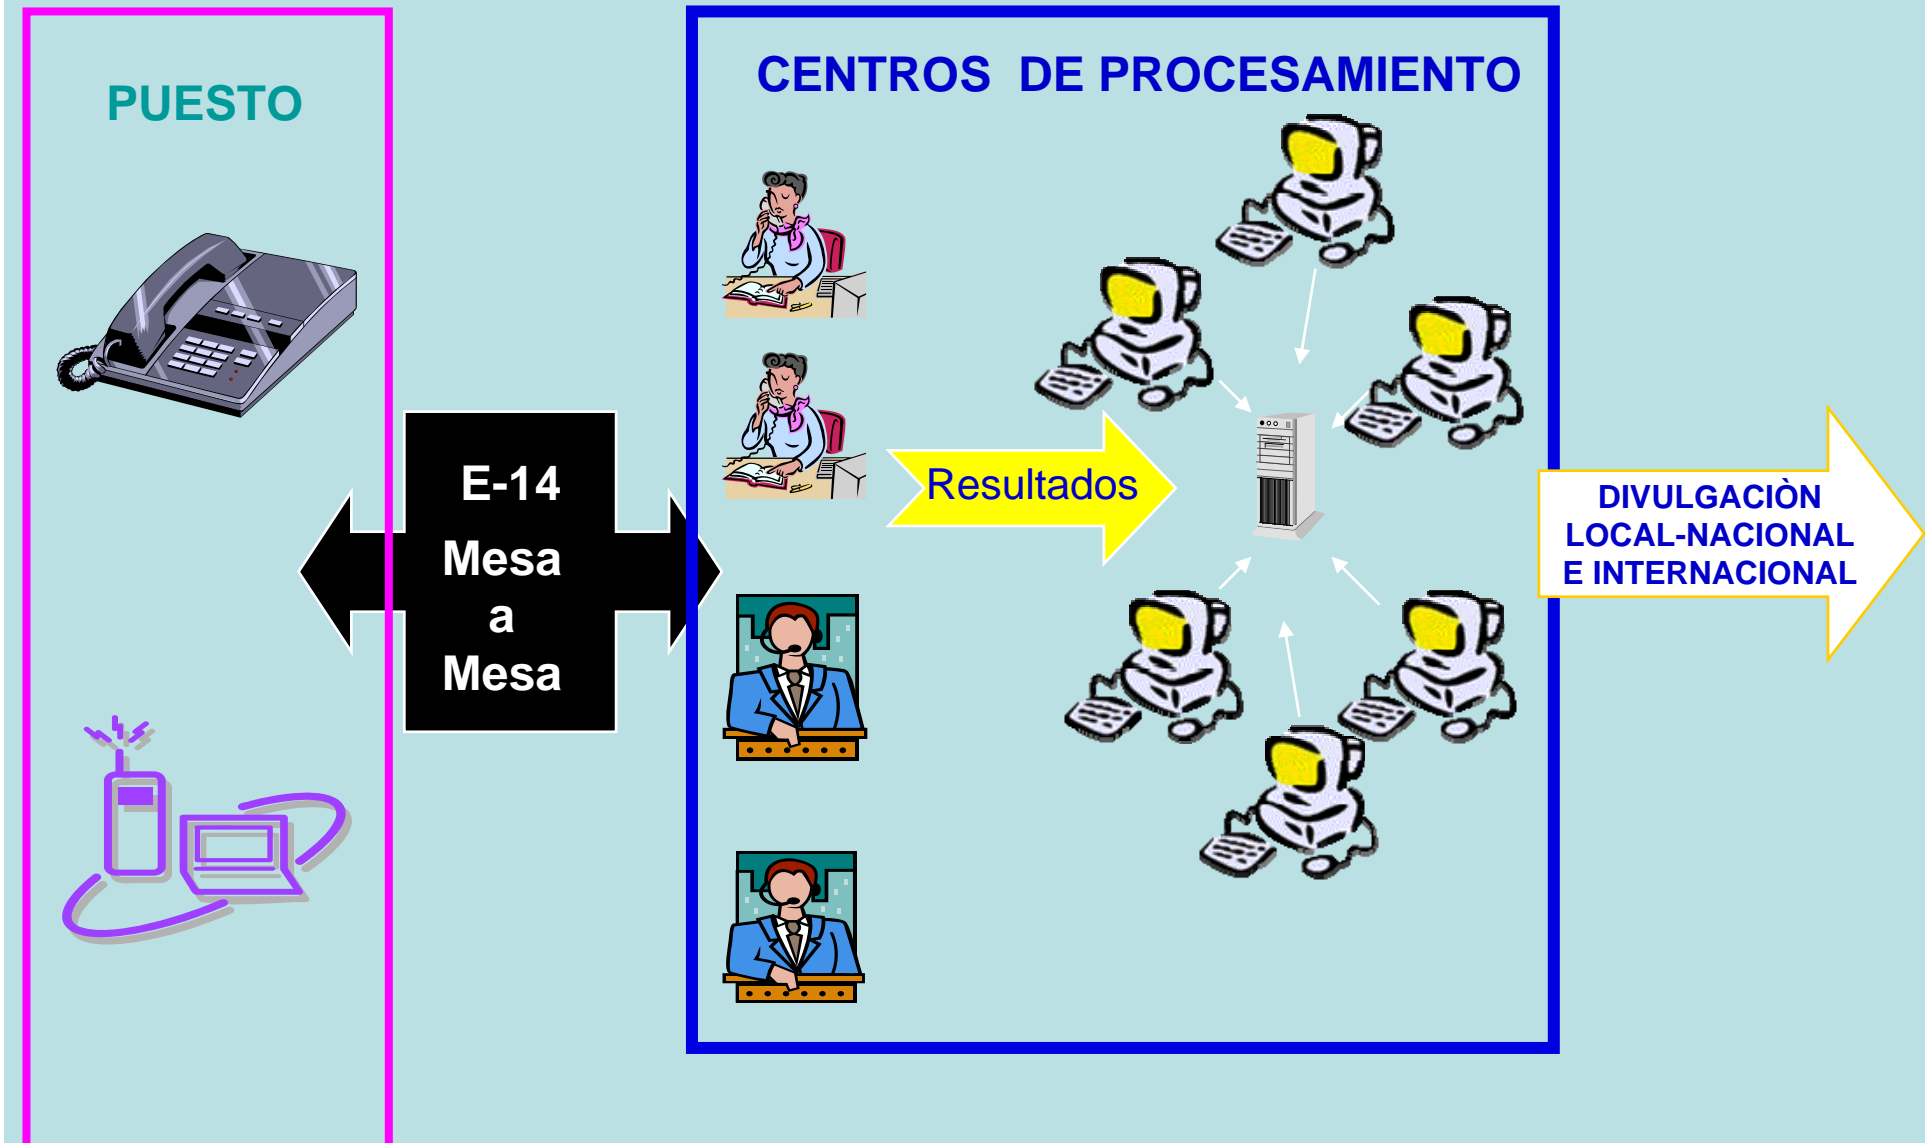 PUESTO
CENTROS DE PROCESAMIENTO
E-14
Mesa
a
Mesa
Resultados
DIVULGACIÒN
LOCAL-NACIONAL
E INTERNACIONAL